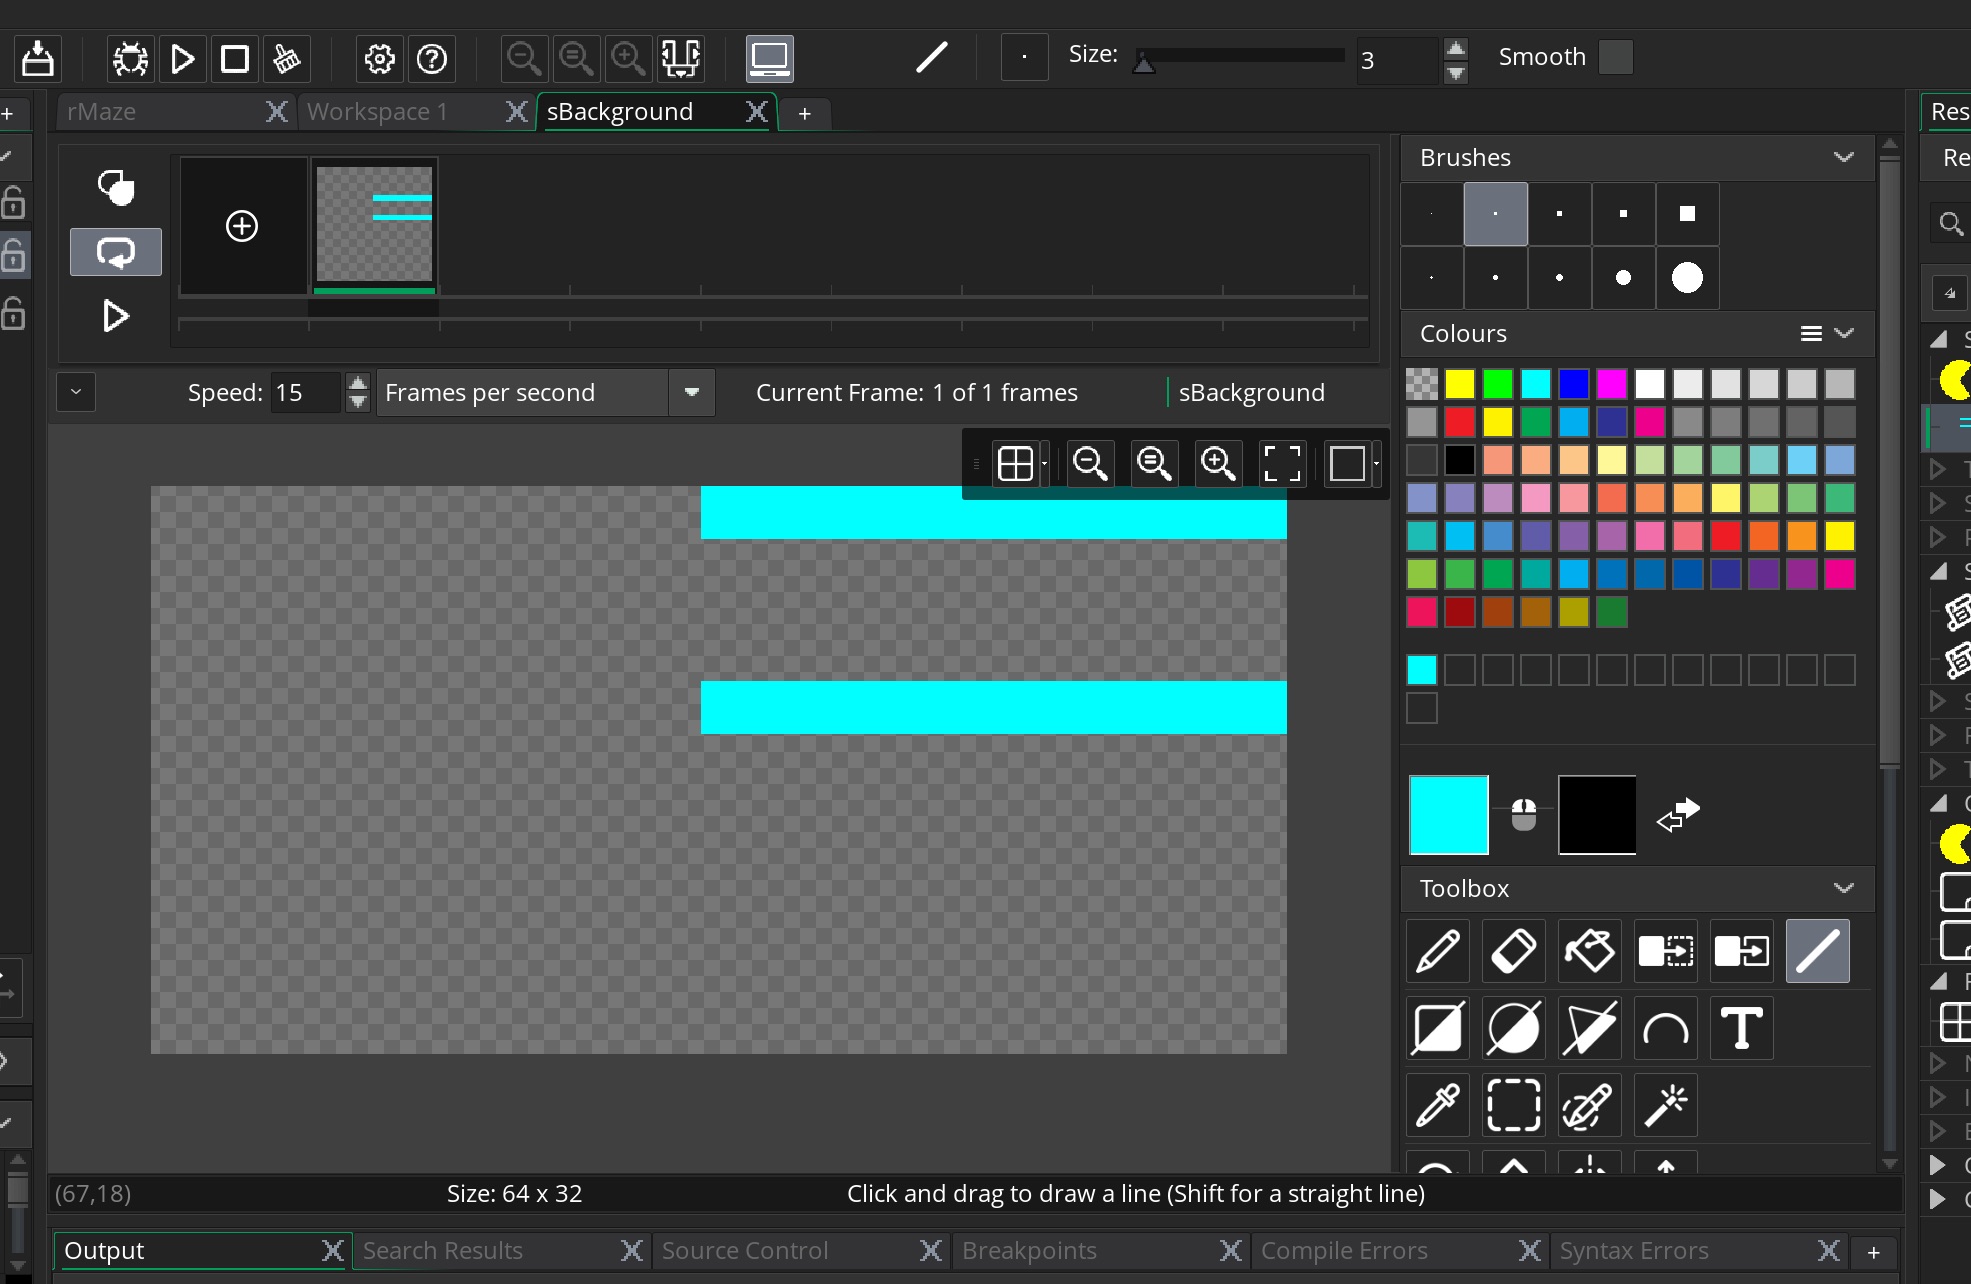 Size:
3
Smooth
rMaze
Workspace 1
sBackground
Res
Brushes
Re
Colours
Speed: 15
Frames per second
Current Frame: 1 of 1 frames
sBackground
Toolbox
T
(67,18)
Size: 64 x 32
Click and drag to draw a line (Shift for a straight line)
Output
Search Results
Source Control
Breakpoints
Compile Errors
Syntax Errors